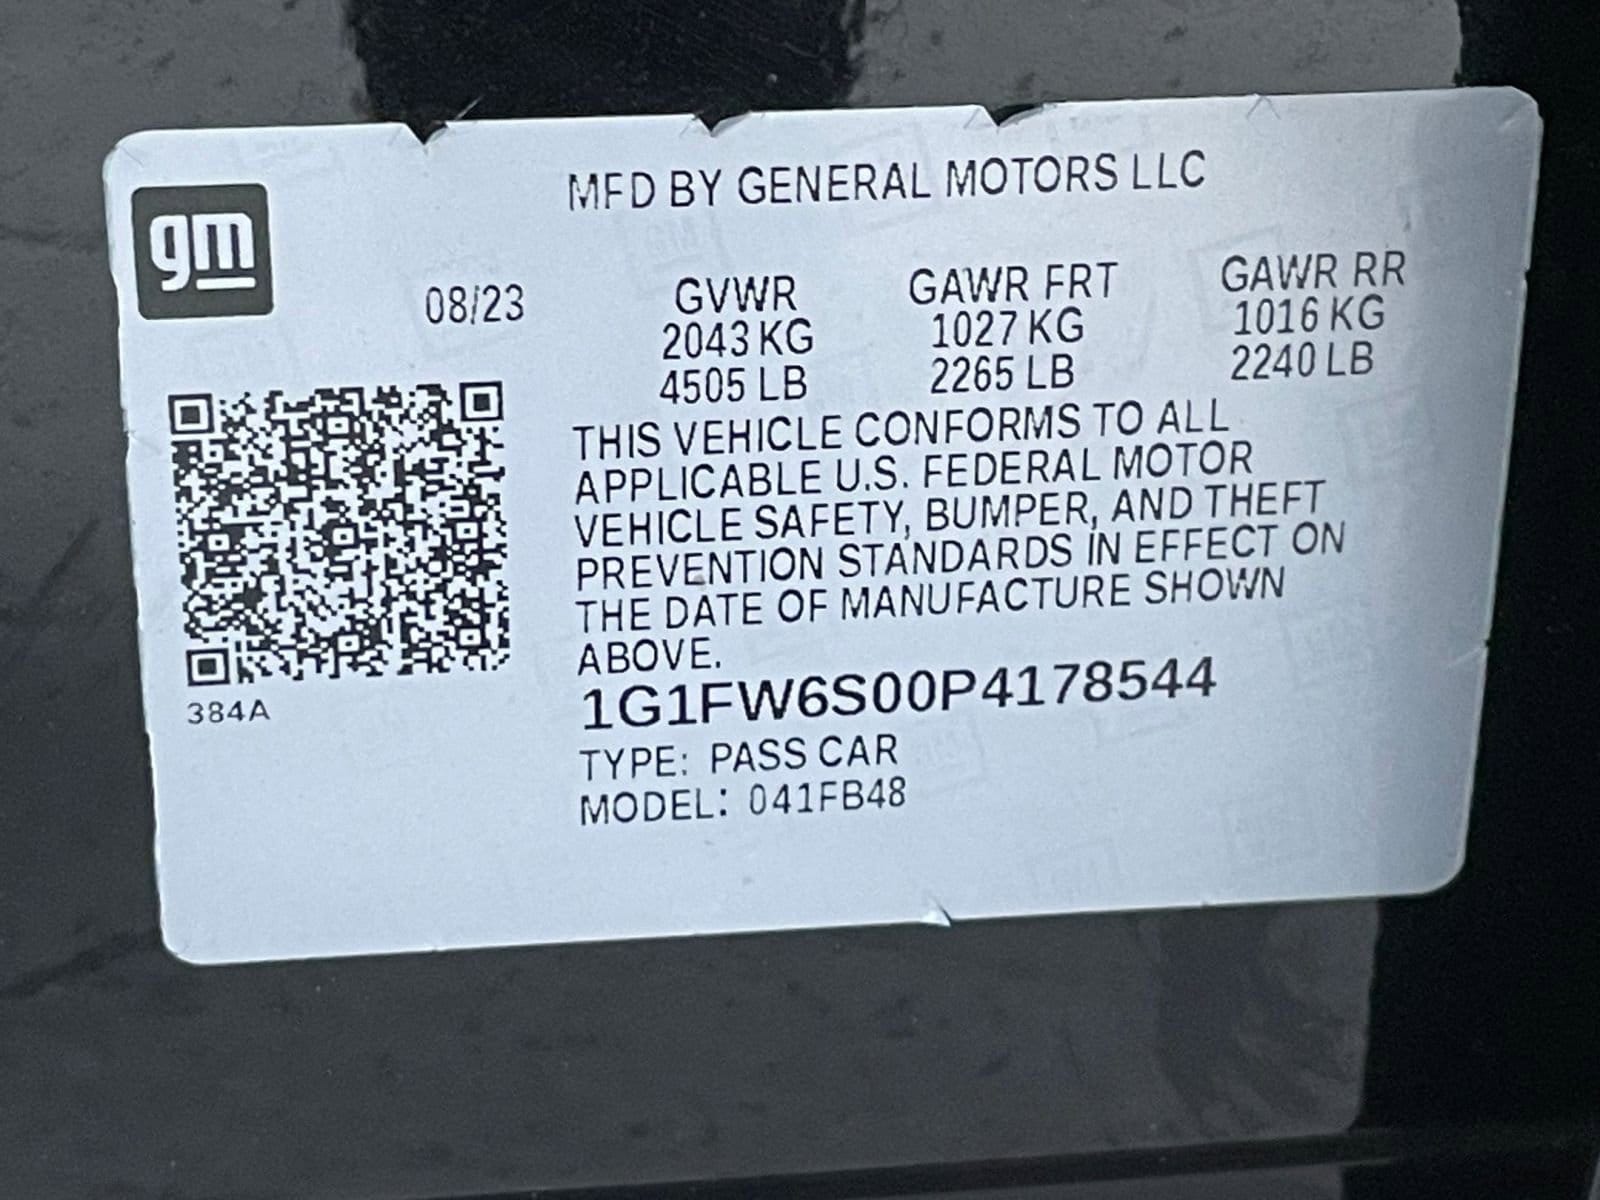 gm
MFD BY GENERAL MOTORS LLC
08/23
GVWR
2043 KG
4505 LB
GAWR FRT
1027 KG
2265 LB
GAWR RR
1016 KG
2240 LB
THIS VEHICLE CONFORMS TO ALL
APPLICABLE U.S. FEDERAL MOTOR
VEHICLE SAFETY, BUMPER, AND THEFT
PREVENTION STANDARDS IN EFFECT ON
THE DATE OF MANUFACTURE SHOWN
ABOVE.
1G1FW6S00P4178544
TYPE: PASS CAR
MODEL: 041FB48
384A